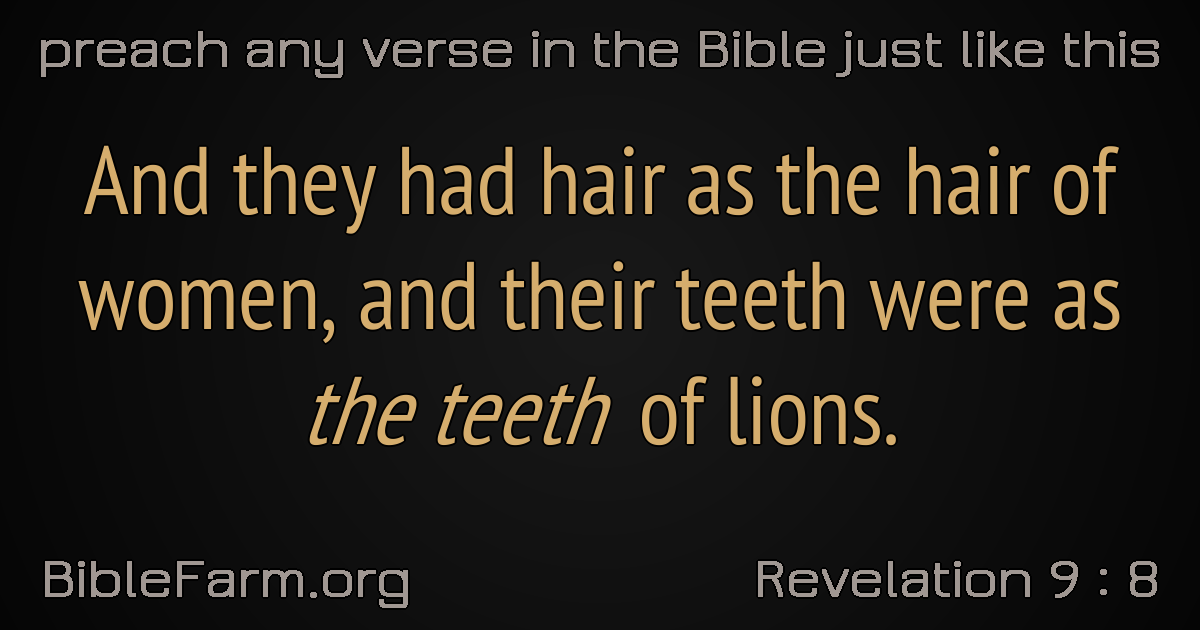 preach any verse in the Bible just like this
And they had hair as the hair of
women, and their teeth were as
the teeth of lions.
BibleFarm.org
Revelation 9 : 8